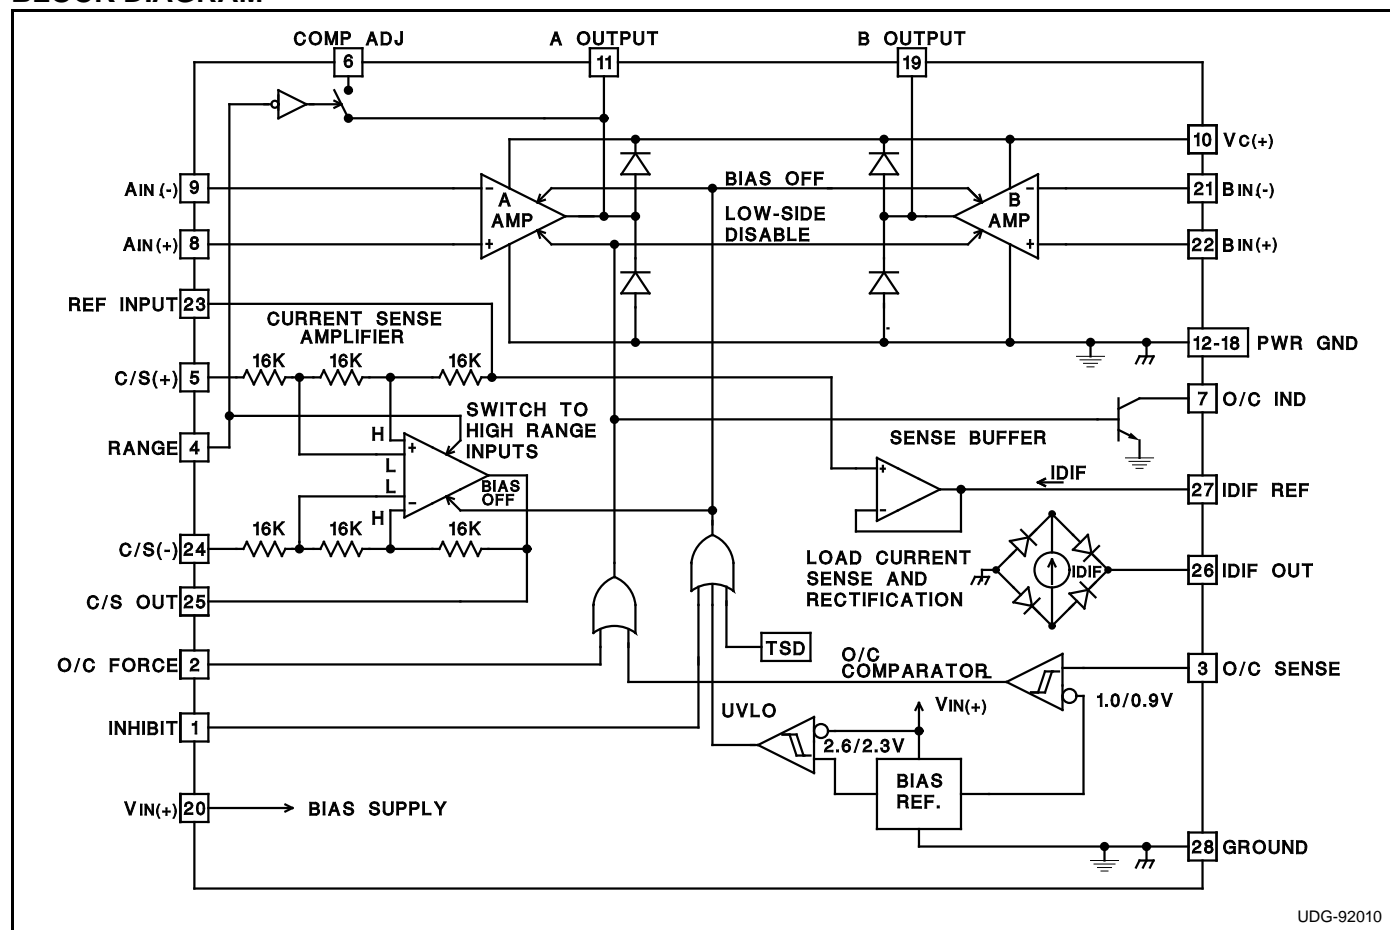 COMP ADJ
A OUTPUT
B OUTPUT
6
11
19
10 VC(+)
AIN(-) 9
A
AMP
BIAS OFF
B
AMP
21 BIN(-)
AIN(+) 8
LOW-SIDE
DISABLE
22 BIN(+)
REF INPUT 23
CURRENT SENSE
AMPLIFIER
12-18 PWR GND
16K
16K
16K
C/S(+) 5
7 O/C IND
RANGE 4
SWITCH TO
HIGH RANGE
INPUTS
H
L
L
H
BIAS
OFF
SENSE BUFFER
IDIF
27 IDIF REF
16K
16K
16K
C/S(-) 24
LOAD CURRENT
SENSE AND
RECTIFICATION
IDIF
26 IDIF OUT
C/S OUT 25
O/C FORCE 2
TSD
O/C
COMPARATOR
3 O/C SENSE
1.0/0.9V
INHIBIT 1
UVLO
VIN(+)
2.6/2.3V
BIAS
REF.
VIN(+) 20
BIAS SUPPLY
28 GROUND
UDG-92010